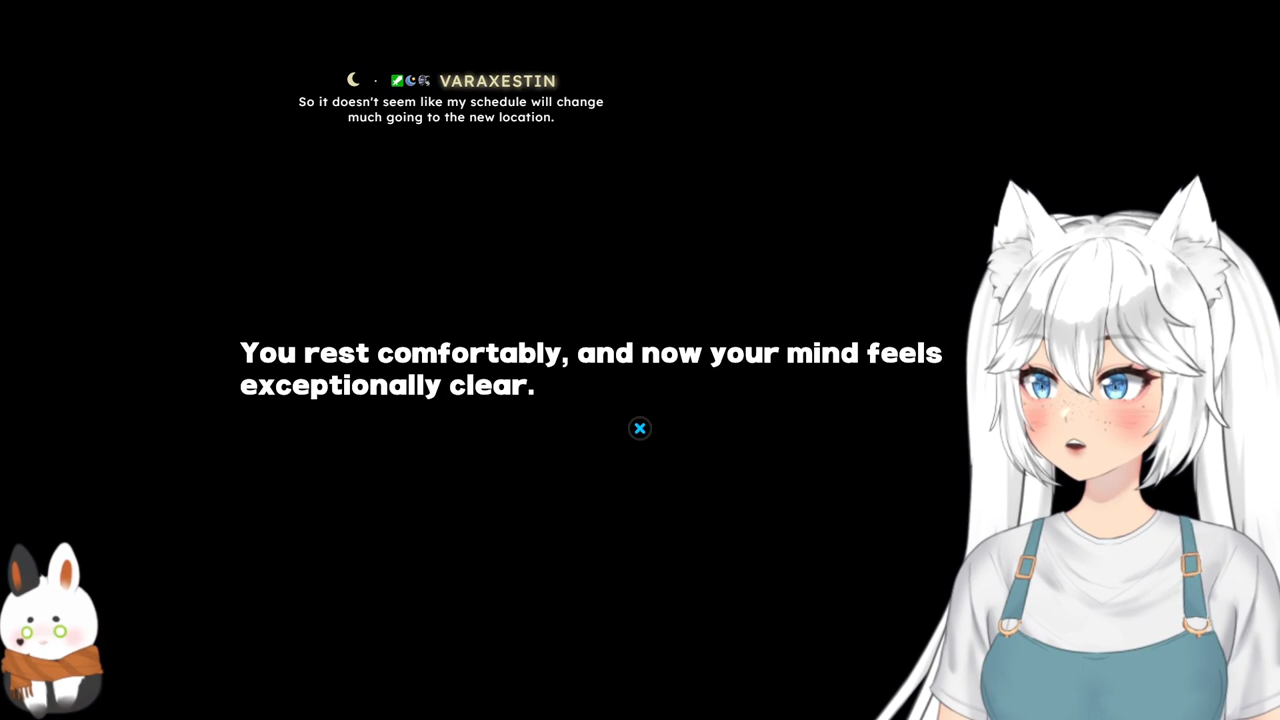 VARAXESTIN
So it doesn't seem like my schedule will change
much going to the new location.
You rest comfortably, and now your mind feels
exceptionally clear.